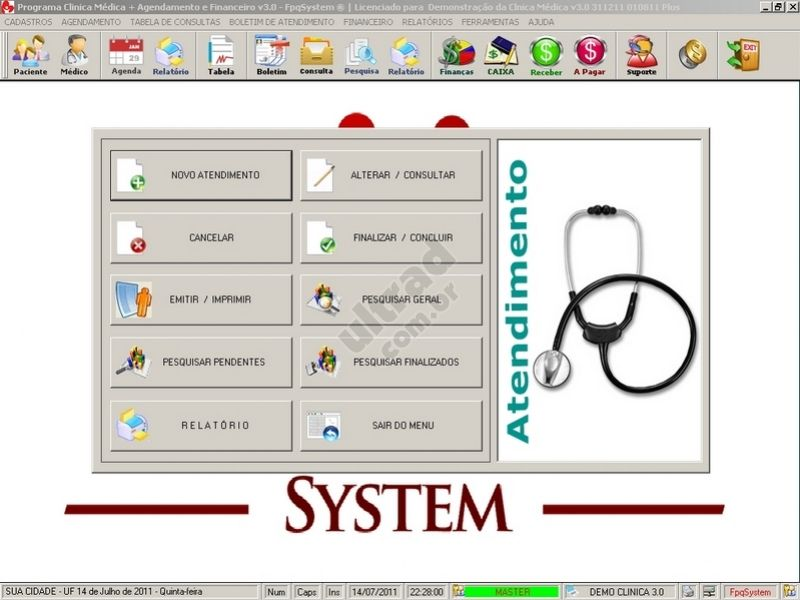 Programa Clinica Médica + Agendamento e Financeiro v3.0 - FpqSystem ® | Licenciado para Demonstração da Clnica Médica v3.0 311211 010811 Plus
CADASTROS AGENDAMENTO TABELA DE CONSULTAS BOLETIM DE ATENDIMENTO FINANCEIRO RELATÓRIOS FERRAMENTAS AJUDA
JAN
29
EXIT
Paciente Médico Agenda Relatório Tabela Boletim Consulta Pesquisa Relatório Finanças CAIXA Receber A Pagar Suporte
NOVO ATENDIMENTO
ALTERAR / CONSULTAR
CANCELAR
FINALIZAR / CONCLUIR
EMITIR / IMPRIMIR
PESQUISAR GERAL
PESQUISAR PENDENTES
PESQUISAR FINALIZADOS
RELATÓRIO
SAIR DO MENU
Atendimento
ultrad
com.br
SYSTEM
SUA CIDADE - UF 14 de Julho de 2011 - Quinta-feira Num Caps Ins 14/07/2011 22:28:00 MASTER DEMO CLINICA 3.0 FpqSystem